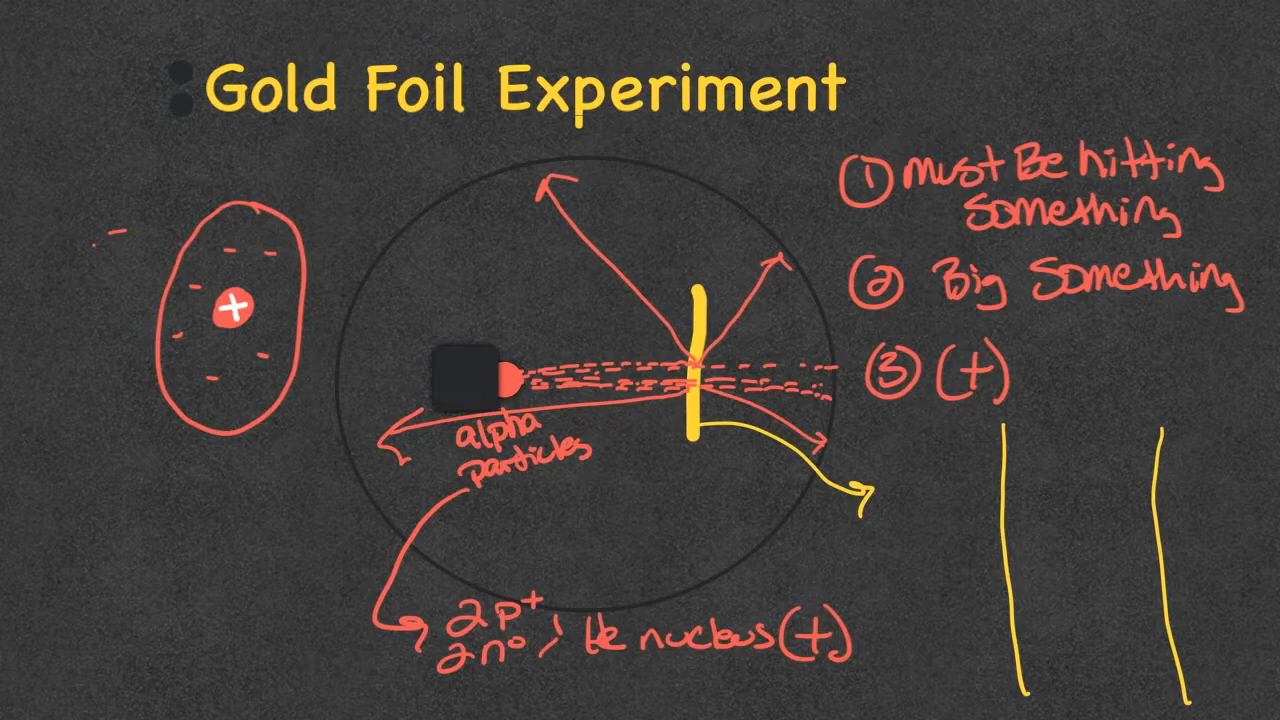 Gold Foil Experiment
① must Be hitting
something
② Big something
③ (+)
+
alpha
particles
2p⁺
2n⁰ ; He nucleus (+)